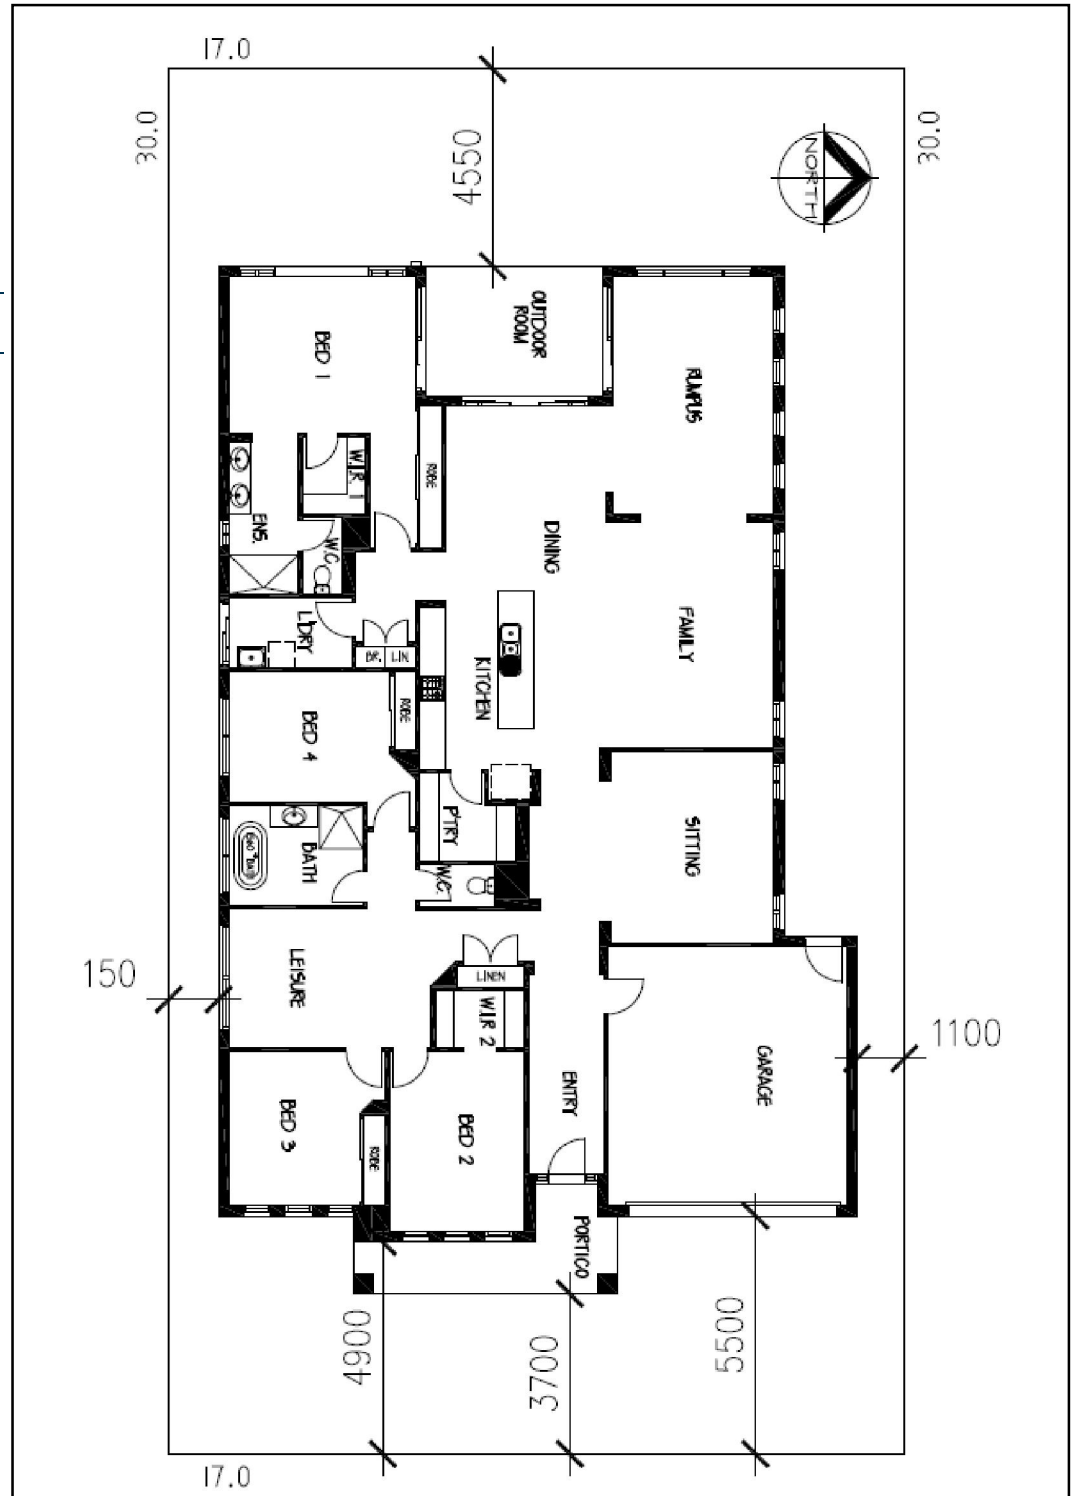 17.0
30.0
30.0
4550
NORTH
OUTDOOR
ROOM
BED 1
RUMPUS
W.I.R. 1
ROBE
ENS.
W.C
DINING
L'DRY
BR.
LIN
FAMILY
KITCHEN
ROBE
BED 4
P'TRY
SITTING
BATH
W.C.
LEISURE
LINEN
150
W.I.R 2
1100
GARAGE
ENTRY
BED 3
BED 2
ROBE
PORTICO
4900
3700
5500
17.0